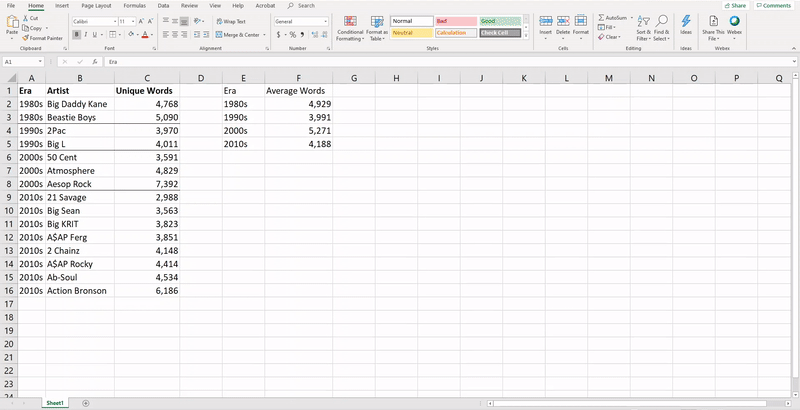 File Home Insert Page Layout Formulas Data Review View Help Acrobat Search Share Comments
Cut Calibri 11 Wrap Text General Normal Bad Good AutoSum
Paste Copy Conditional Format as Neutral Calculation Check Cell Insert Delete Format Fill Sort & Find & Ideas Share This Webex
Format Painter B I U Merge & Center $ % Formatting Table Clear Filter Select File
Clipboard Font Alignment Number Styles Cells Editing Ideas Webex Webex
A1 fx Era
A B C D E F G H I J K L M N O P Q
1 Era Artist Unique Words Era Average Words
2 1980s Big Daddy Kane 4,768 1980s 4,929
3 1980s Beastie Boys 5,090 1990s 3,991
4 1990s 2Pac 3,970 2000s 5,271
5 1990s Big L 4,011 2010s 4,188
6 2000s 50 Cent 3,591
7 2000s Atmosphere 4,829
8 2000s Aesop Rock 7,392
9 2010s 21 Savage 2,988
10 2010s Big Sean 3,563
11 2010s Big KRIT 3,823
12 2010s A$AP Ferg 3,851
13 2010s 2 Chainz 4,148
14 2010s A$AP Rocky 4,414
15 2010s Ab-Soul 4,534
16 2010s Action Bronson 6,186
17
18
19
20
21
22
23
24
Sheet1